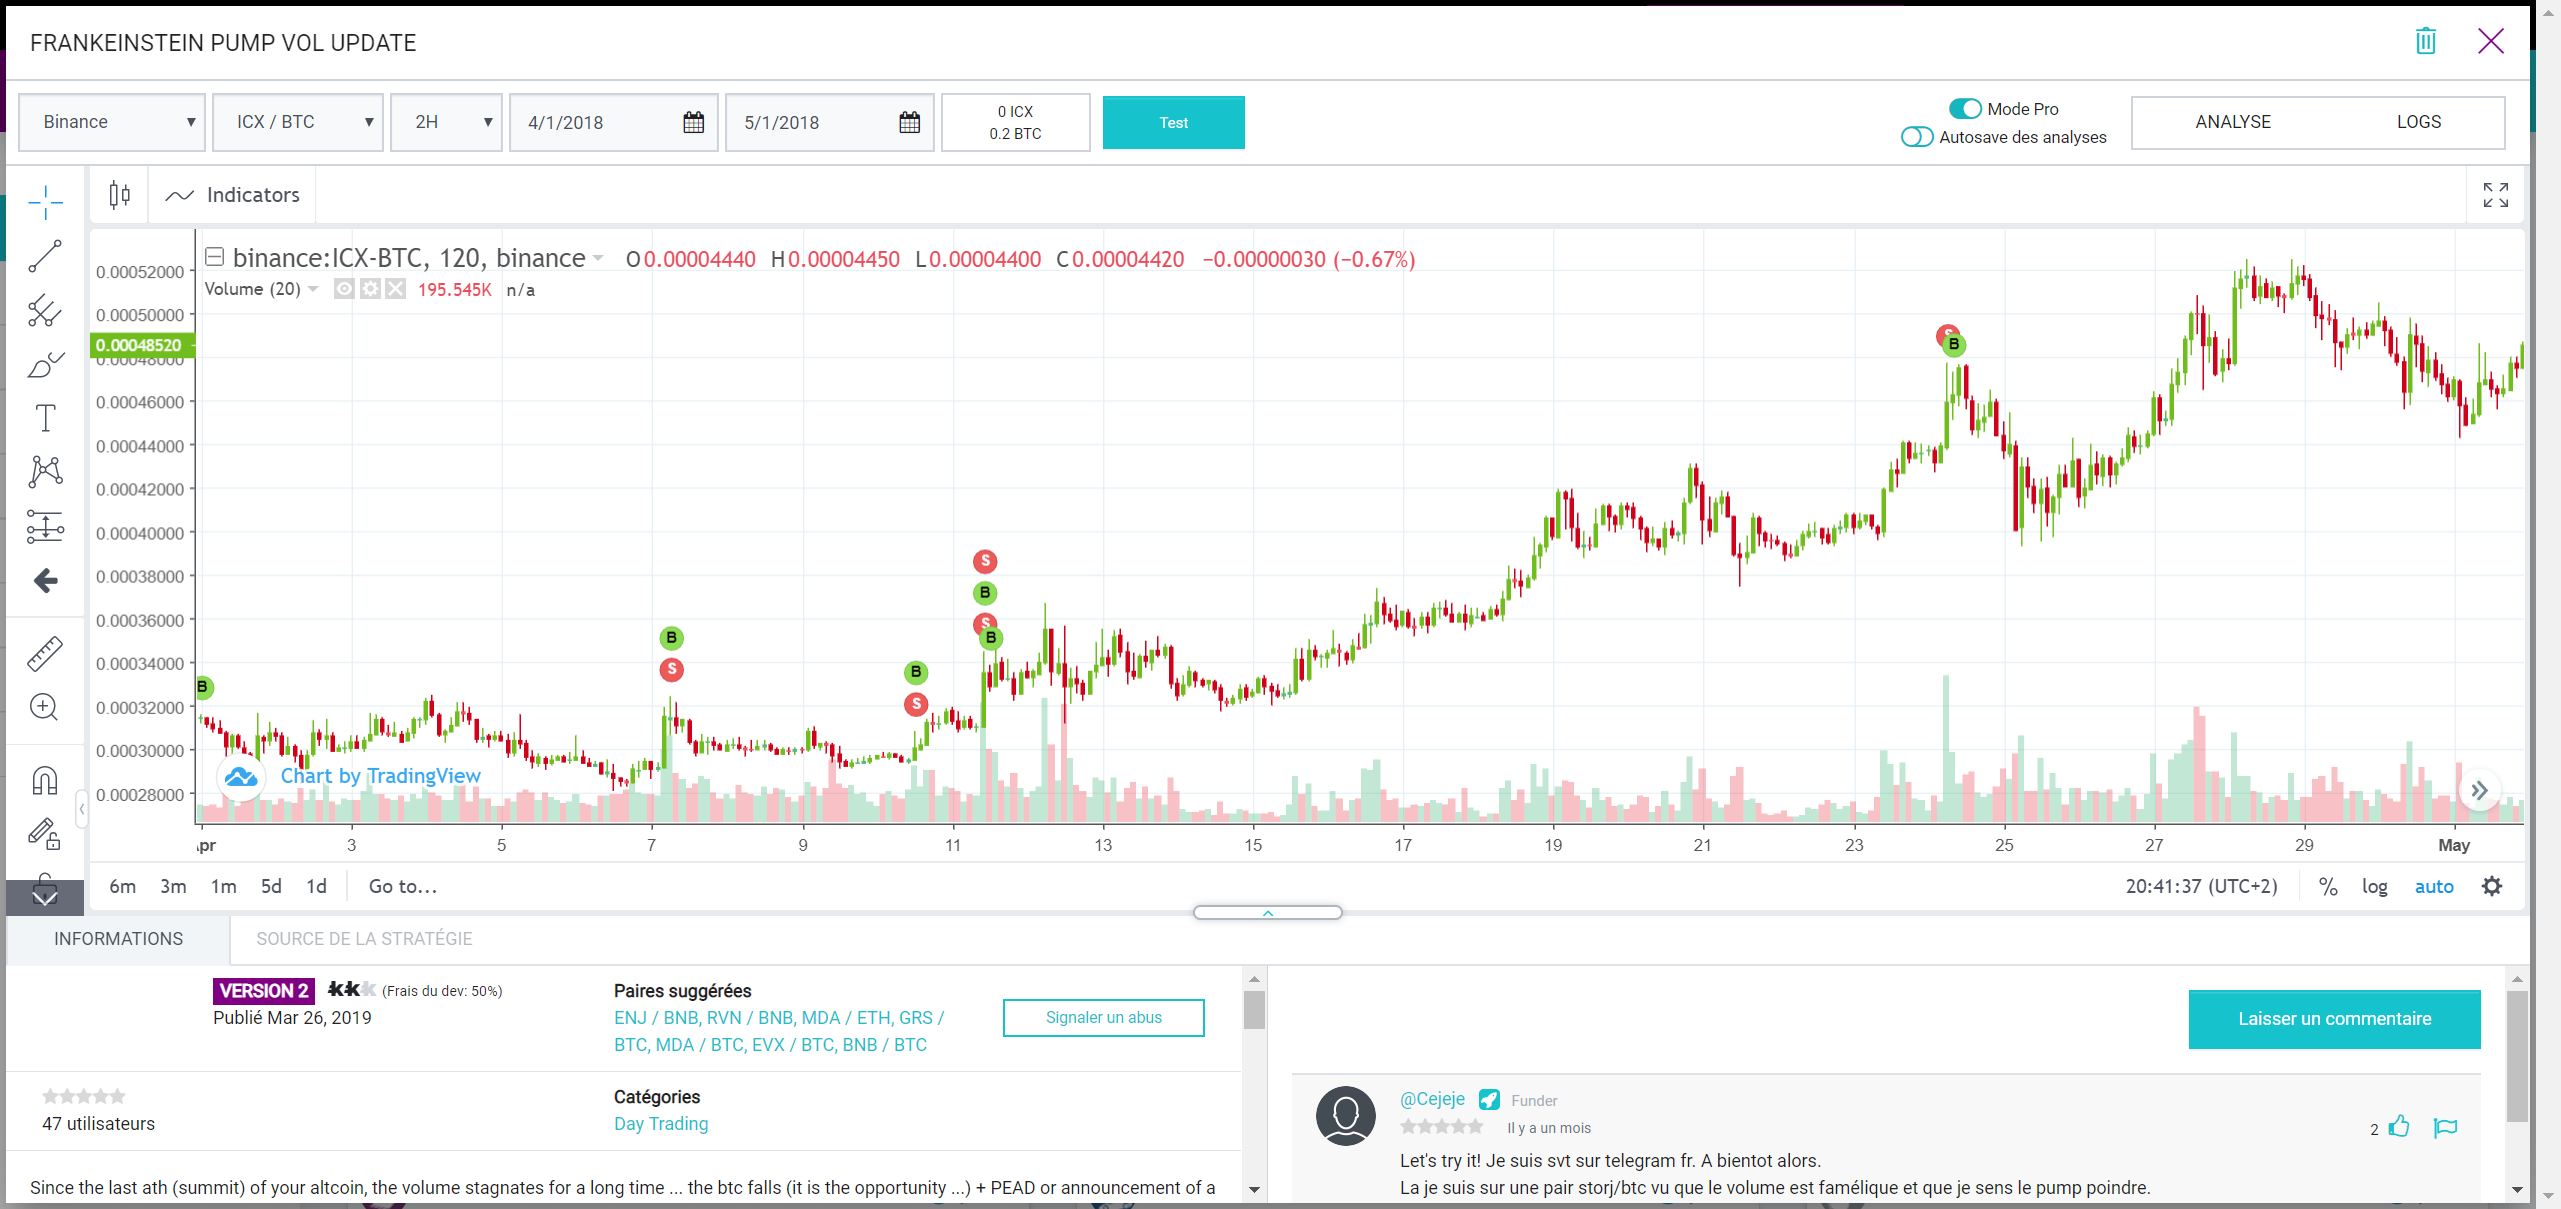 FRANKEINSTEIN PUMP VOL UPDATE
Binance ICX / BTC 2H 4/1/2018 5/1/2018
0 ICX
0.2 BTC
Test
Mode Pro
Autosave des analyses
ANALYSE LOGS
Indicators
binance:ICX-BTC, 120, binance O0.00004440 H0.00004450 L0.00004400 C0.00004420 −0.00000030 (−0.67%)
Volume (20) 195.545K n/a
0.00052000
0.00050000
0.00048520
0.00048000
0.00046000
0.00044000
0.00042000
0.00040000
0.00038000
0.00036000
0.00034000
0.00032000
0.00030000
0.00028000
S
B
S
B
B
S
B
S
B
S
B
Chart by TradingView
Apr 3 5 7 9 11 13 15 17 19 21 23 25 27 29 May
6m 3m 1m 5d 1d Go to...
20:41:37 (UTC+2) % log auto
INFORMATIONS SOURCE DE LA STRATÉGIE
VERSION 2 (Frais du dev: 50%)
Publié Mar 26, 2019
Paires suggérées
ENJ / BNB, RVN / BNB, MDA / ETH, GRS /
BTC, MDA / BTC, EVX / BTC, BNB / BTC
Signaler un abus
47 utilisateurs
Catégories
Day Trading
Since the last ath (summit) of your altcoin, the volume stagnates for a long time ... the btc falls (it is the opportunity ...) + PEAD or announcement of a
Laisser un commentaire
@Cejeje Funder
Il y a un mois
2
Let's try it! Je suis svt sur telegram fr. A bientot alors.
La je suis sur une pair storj/btc vu que le volume est famélique et que je sens le pump poindre.